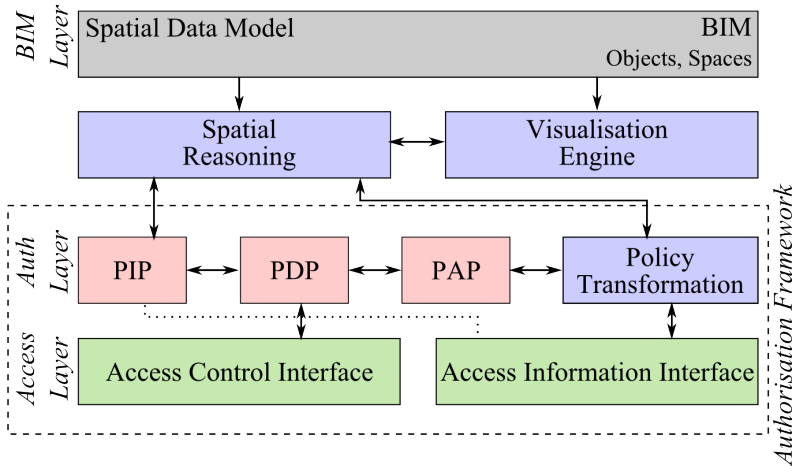 BIM
Layer
Spatial Data Model
BIM
Objects, Spaces
Spatial
Reasoning
Visualisation
Engine
Auth
Layer
PIP
PDP
PAP
Policy
Transformation
Access
Layer
Access Control Interface
Access Information Interface
Authorisation Framework